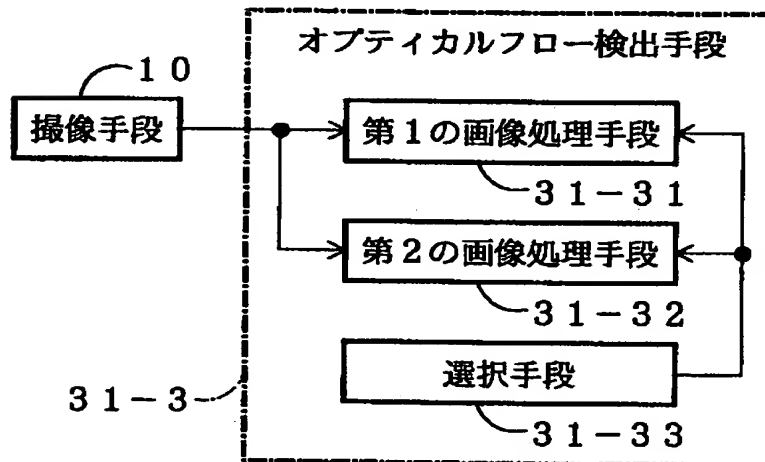 オプティカルフロー検出手段
１０
撮像手段
第１の画像処理手段
３１－３１
第２の画像処理手段
３１－３２
選択手段
３１－３
３１－３３